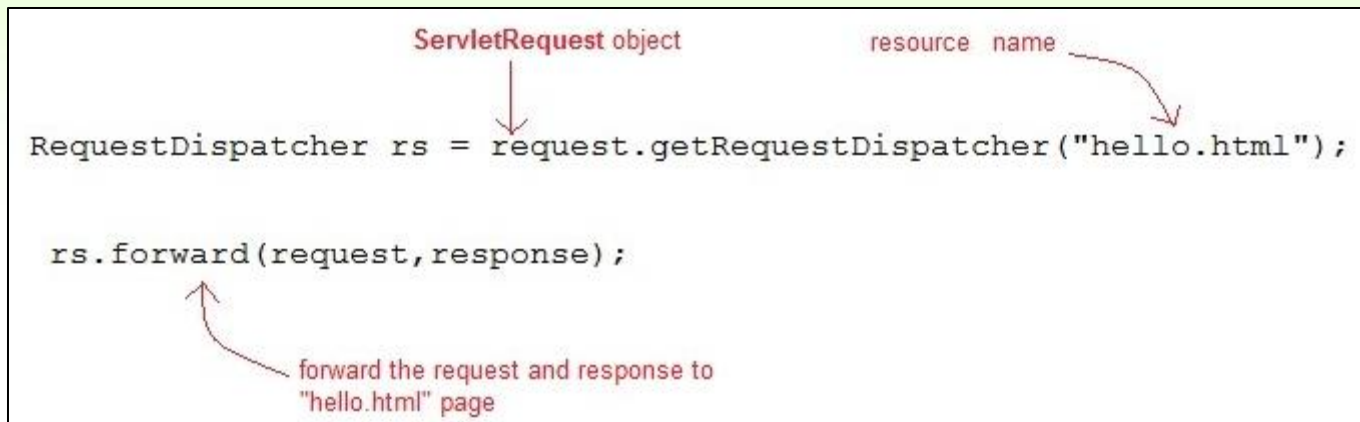 ServletRequest object
resource name
RequestDispatcher rs = request.getRequestDispatcher("hello.html");
rs.forward(request,response);
forward the request and response to
"hello.html" page